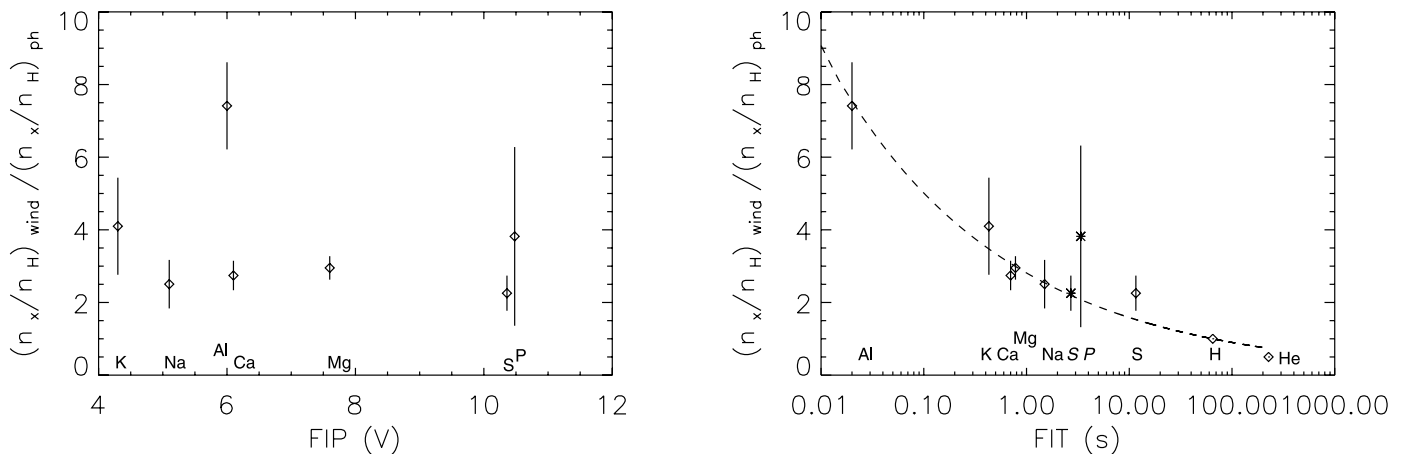 (n x/n H) wind /(n x/n H) ph
10
8
6
4
2
0
K Na Al Ca Mg S P
4 6 8 10 12
FIP (V)
(n x/n H) wind /(n x/n H) ph
10
8
6
4
2
0
Al K Ca Mg Na S P S H He
0.01 0.10 1.00 10.00 100.00 1000.00
FIT (s)